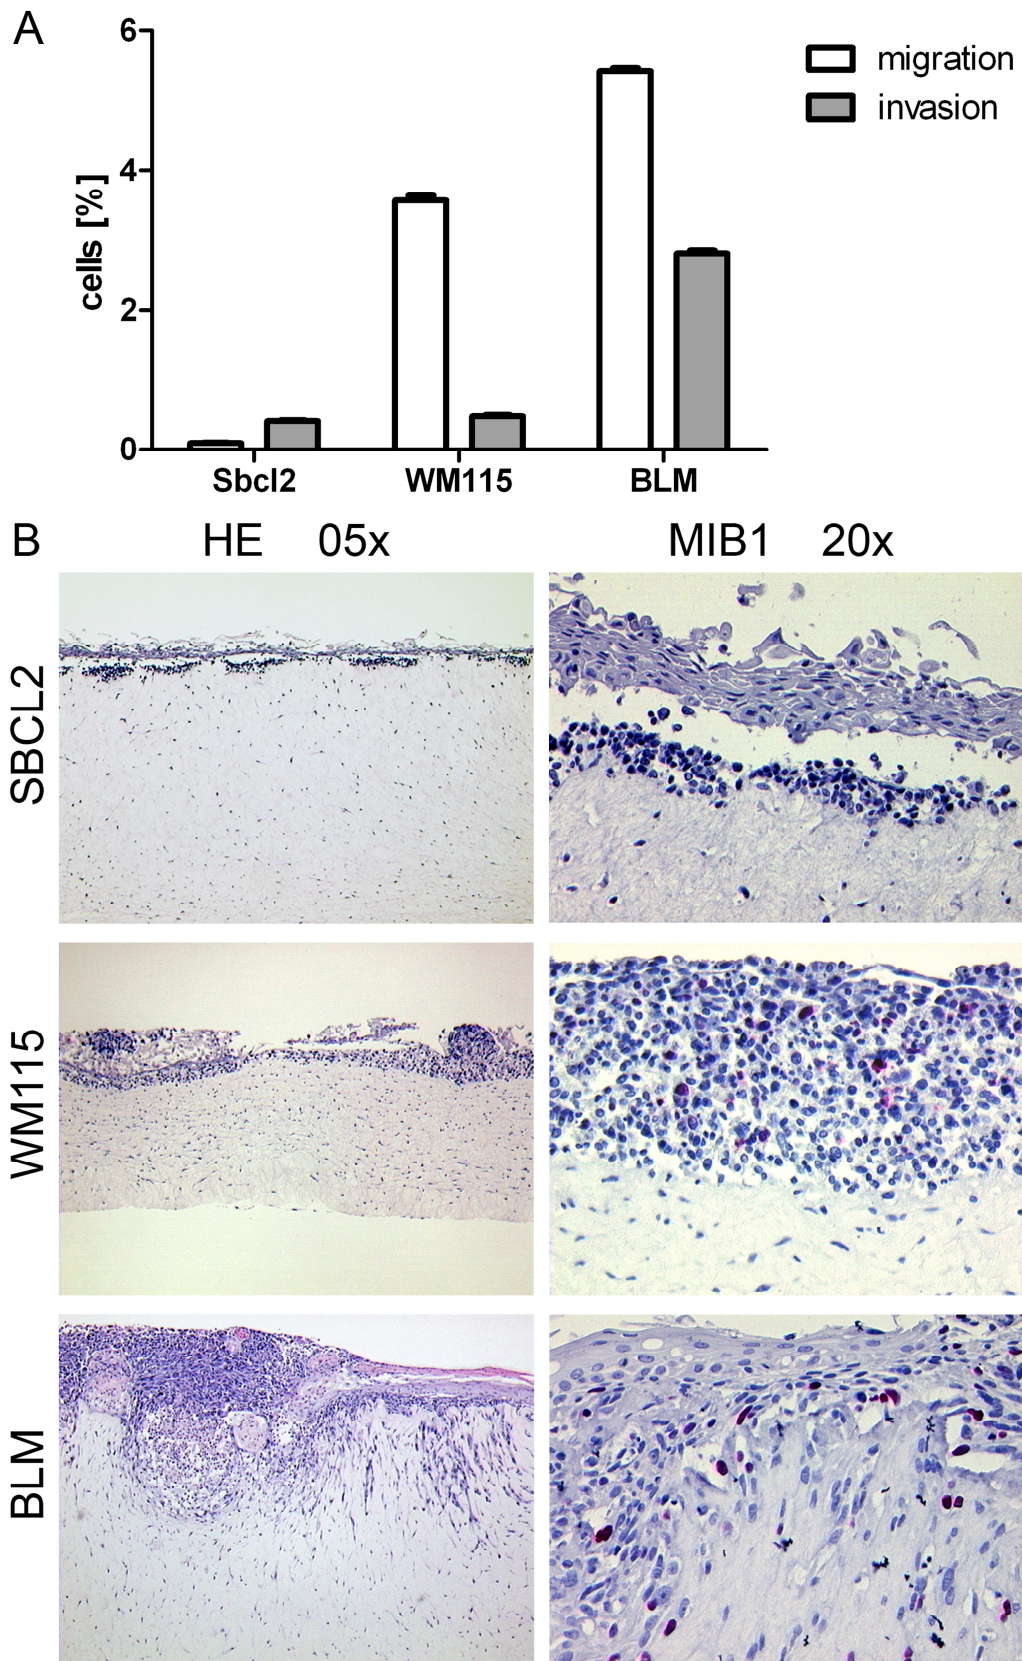 A
6
4
2
0
cells [%]
migration
invasion
Sbcl2 WM115 BLM
B HE 05x MIB1 20x
SBCL2
WM115
BLM